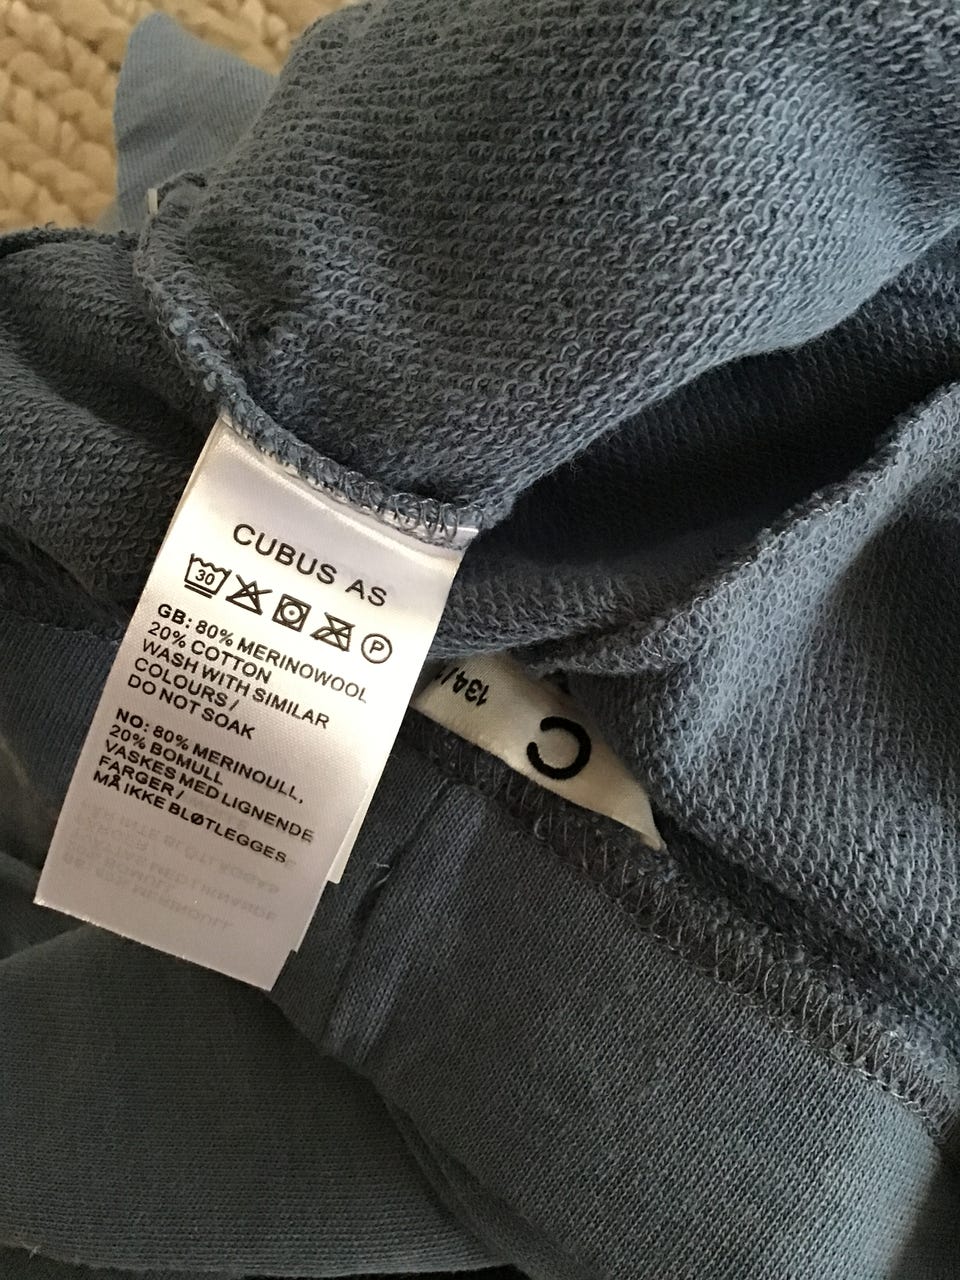 CUBUS AS
30
P
GB: 80% MERINOWOOL
20% COTTON
WASH WITH SIMILAR
COLOURS /
DO NOT SOAK
NO: 80% MERINOULL,
20% BOMULL
VASKES MED LIGNENDE
FARGER /
MÅ IKKE BLØTLEGGES
134/
C